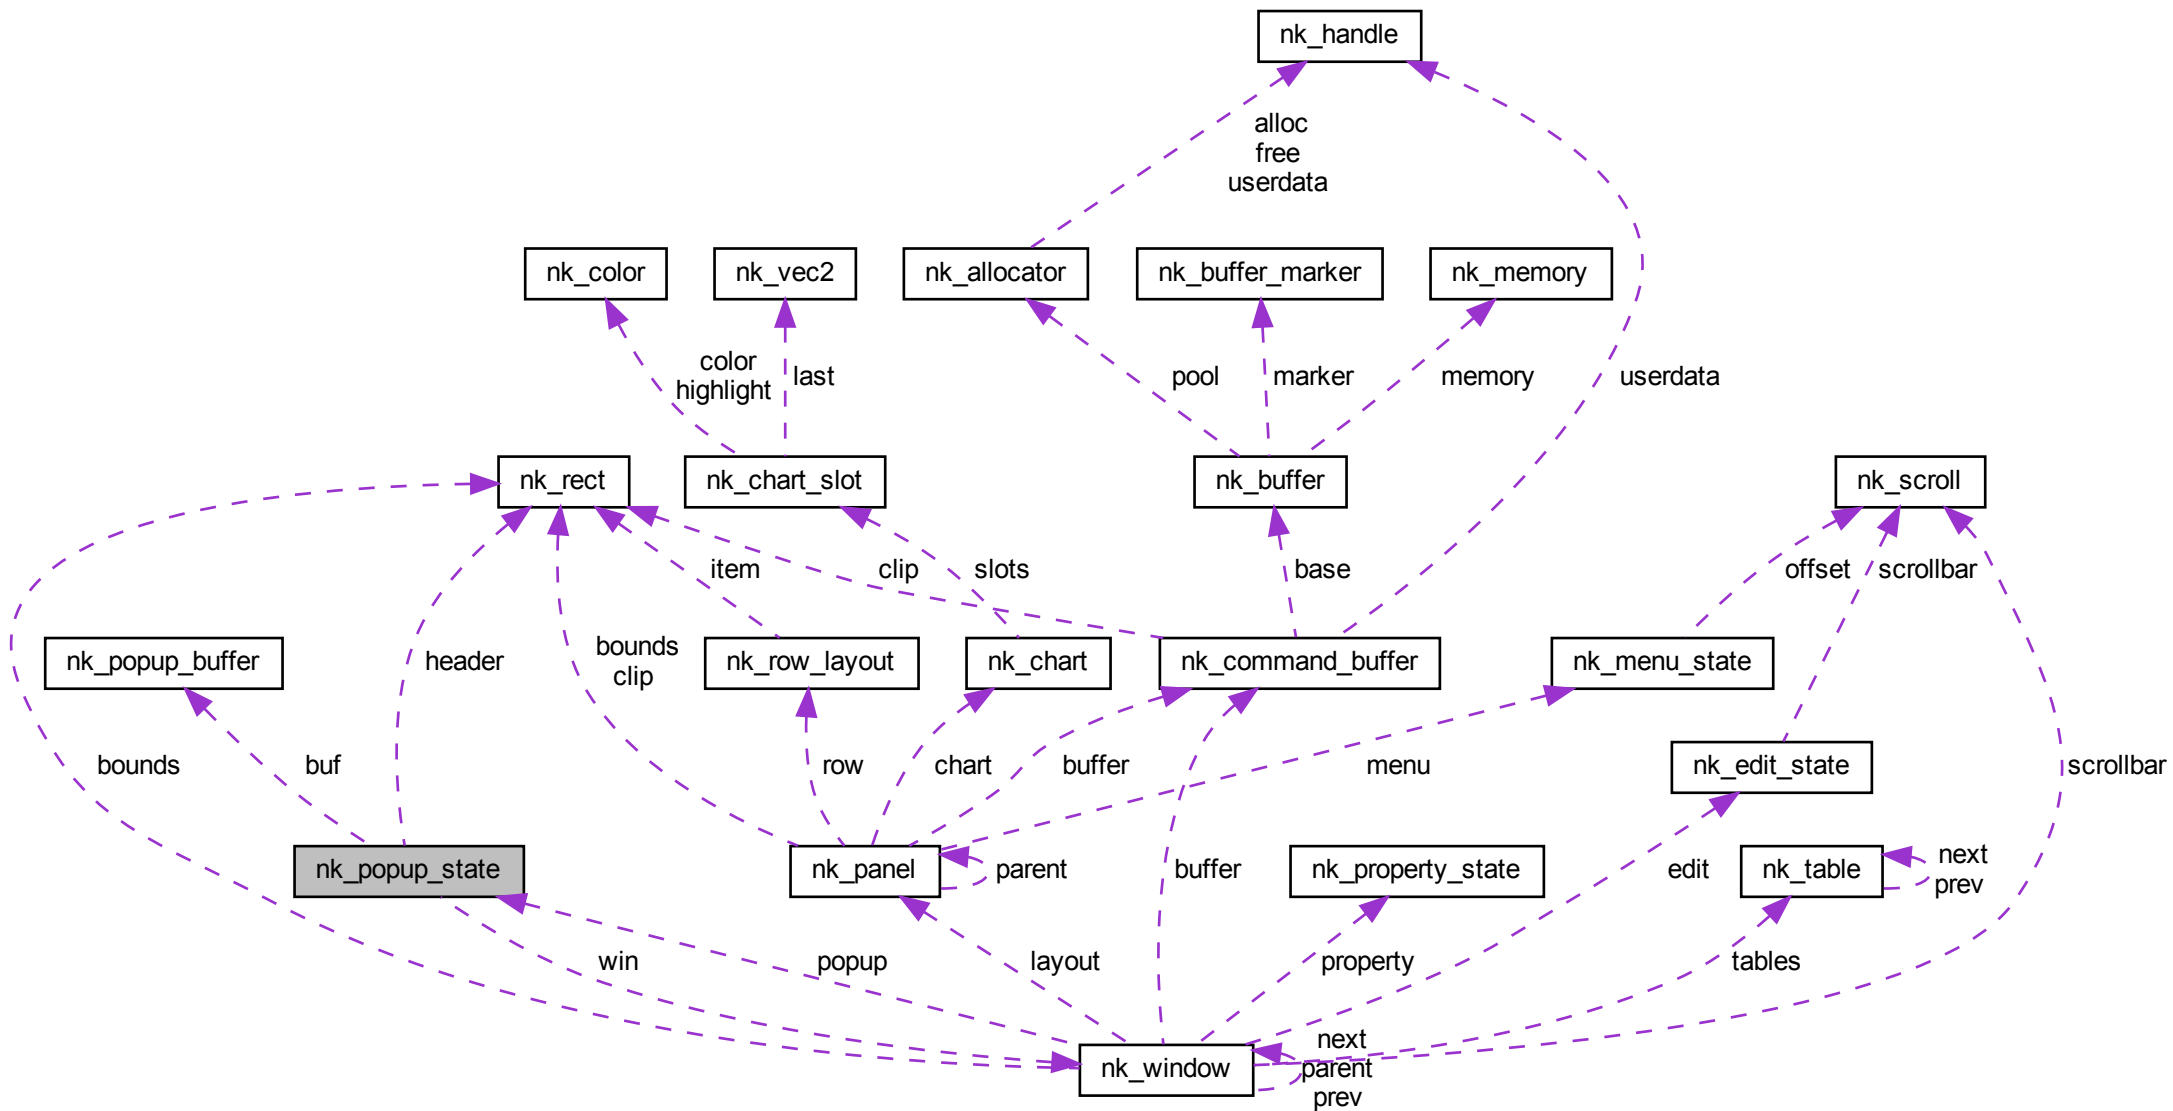 nk_handle
alloc
free
userdata
nk_color
nk_vec2
nk_allocator
nk_buffer_marker
nk_memory
color
highlight
last
pool
marker
memory
userdata
nk_rect
nk_chart_slot
nk_buffer
nk_scroll
item
clip
slots
base
offset
scrollbar
nk_popup_buffer
header
bounds
clip
nk_row_layout
nk_chart
nk_command_buffer
nk_menu_state
bounds
buf
row
chart
buffer
menu
nk_edit_state
scrollbar
nk_popup_state
nk_panel
parent
buffer
nk_property_state
edit
nk_table
next
prev
win
popup
layout
property
tables
nk_window
next
parent
prev